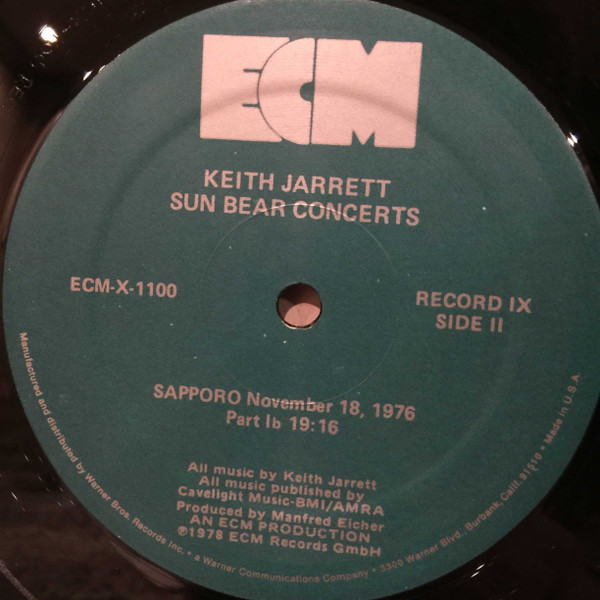 ECM
KEITH JARRETT
SUN BEAR CONCERTS
ECM-X-1100
RECORD IX
SIDE II
SAPPORO November 18, 1976
Part Ib 19:16
All music by Keith Jarrett
All music published by
Cavelight Music-BMI/AMRA
Produced by Manfred Eicher
AN ECM PRODUCTION
℗1978 ECM Records GmbH
Manufactured and distributed by Warner Bros. Records Inc. • a Warner Communications Company • 3300 Warner Blvd., Burbank, Calif. 91510 • Made in U.S.A.